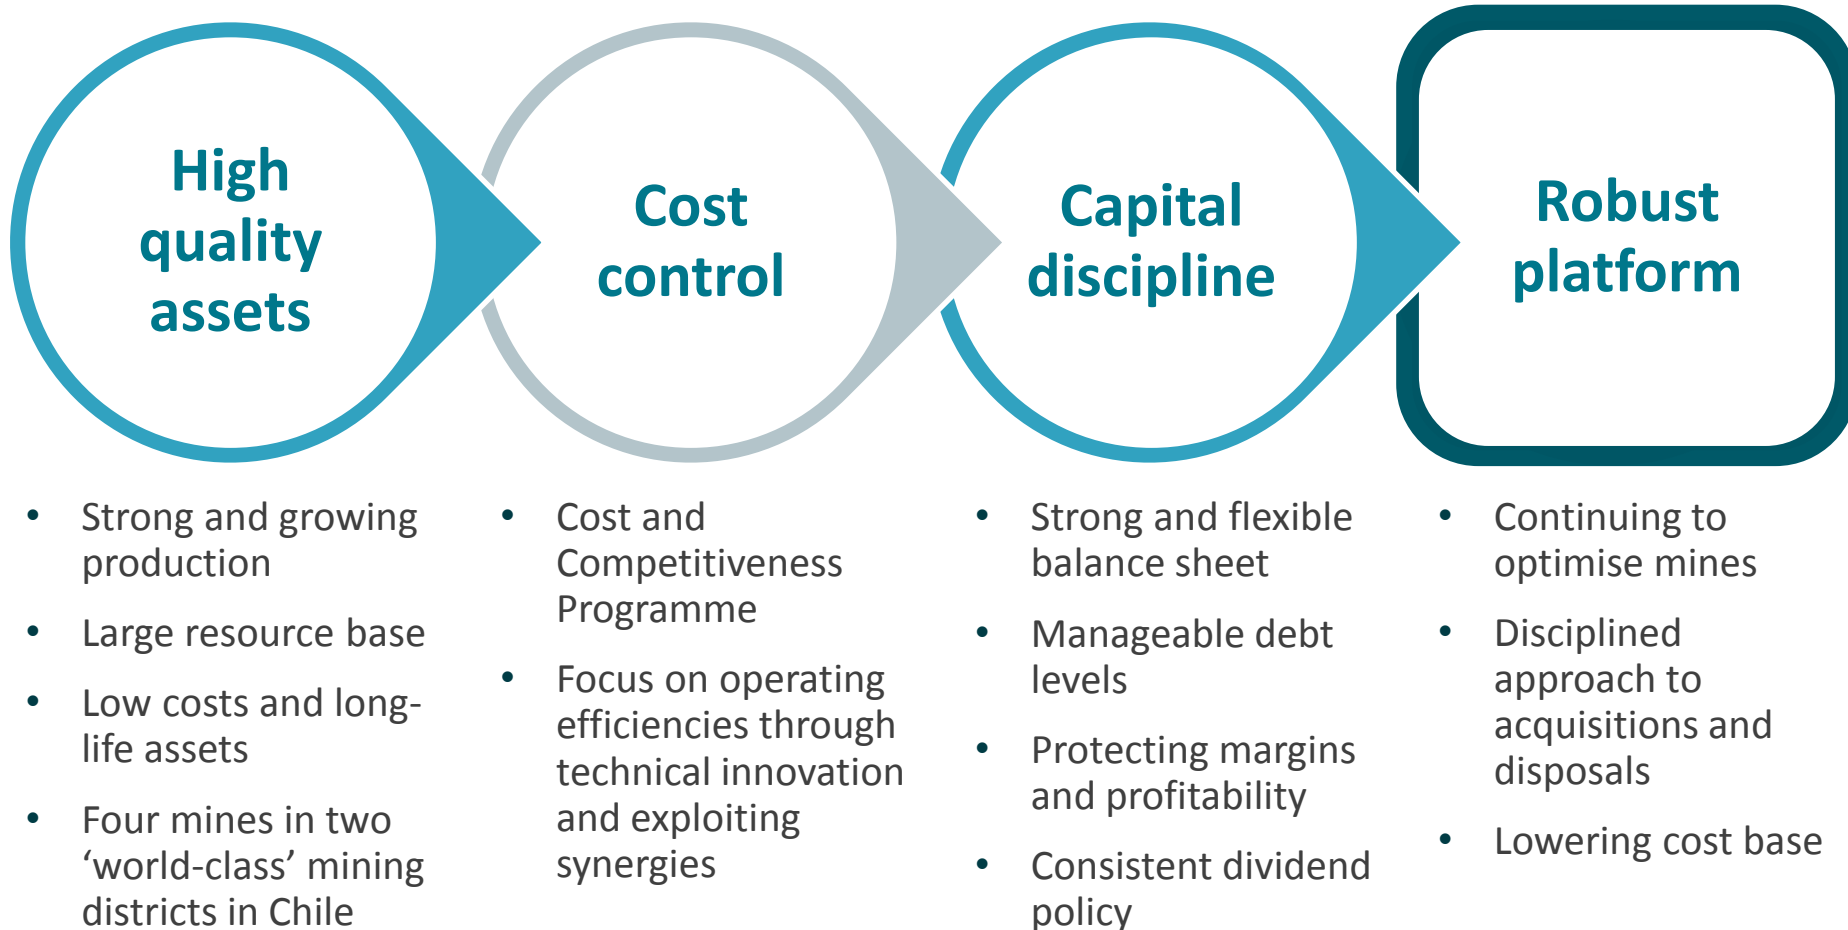 High
quality
assets
Cost
control
Capital
discipline
Robust
platform
• Strong and growing
production
• Large resource base
• Low costs and long-
life assets
• Four mines in two
‘world-class’ mining
districts in Chile
• Cost and
Competitiveness
Programme
• Focus on operating
efficiencies through
technical innovation
and exploiting
synergies
• Strong and flexible
balance sheet
• Manageable debt
levels
• Protecting margins
and profitability
• Consistent dividend
policy
• Continuing to
optimise mines
• Disciplined
approach to
acquisitions and
disposals
• Lowering cost base